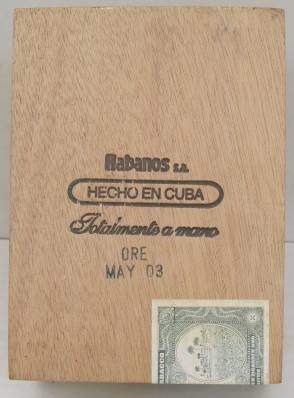 Habanos s.a.
HECHO EN CUBA
Totalmente a mano
ORE
MAY 03